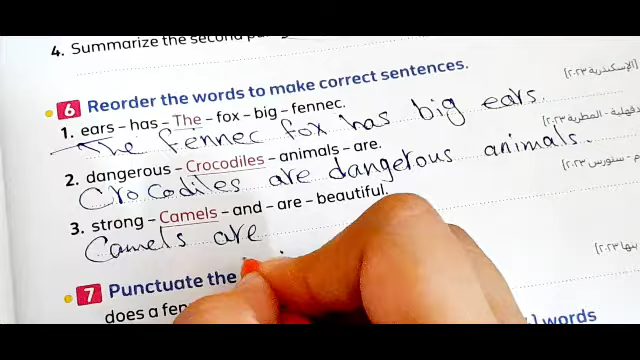 4. Summarize the second
6 Reorder the words to make correct sentences.
1. ears – has – The – fox – big – fennec. [الإسكندرية ٢٠٢٣]
The fennec fox has big ears.
2. dangerous – Crocodiles – animals – are. المطرية ٢٠٢٣
Crocodiles are dangerous animals.
3. strong – Camels – and – are – beautiful. سنورس ٢٠٢٣
Camels are
7 Punctuate the [بنها ٢٠٢٣]
does a fen
words